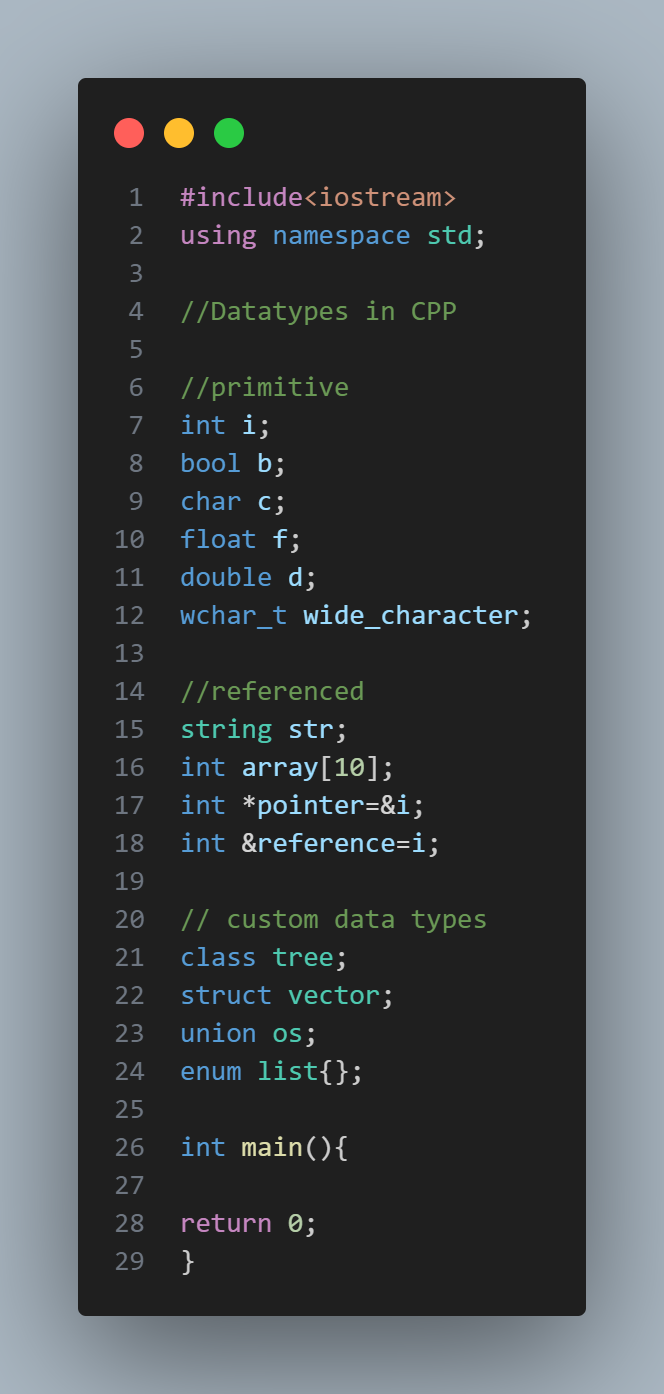 1 #include<iostream>
2 using namespace std;
3
4 //Datatypes in CPP
5
6 //primitive
7 int i;
8 bool b;
9 char c;
10 float f;
11 double d;
12 wchar_t wide_character;
13
14 //referenced
15 string str;
16 int array[10];
17 int *pointer=&i;
18 int &reference=i;
19
20 // custom data types
21 class tree;
22 struct vector;
23 union os;
24 enum list{};
25
26 int main(){
27
28 return 0;
29 }